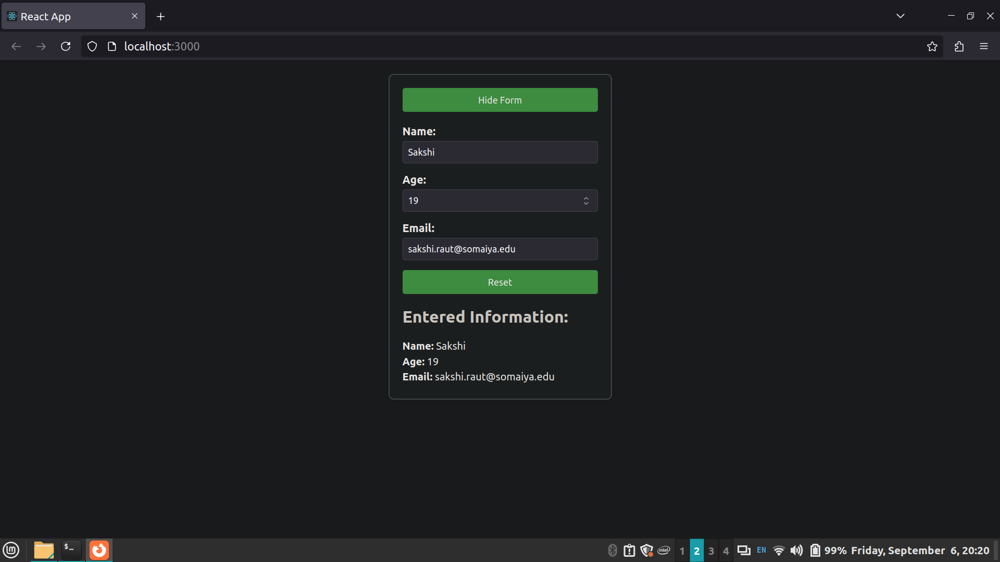 React App
localhost:3000
Hide Form
Name:
Sakshi
Age:
19
Email:
sakshi.raut@somaiya.edu
Reset
Entered Information:
Name: Sakshi
Age: 19
Email: sakshi.raut@somaiya.edu
$_ intel 1 2 3 4 EN 99% Friday, September 6, 20:20